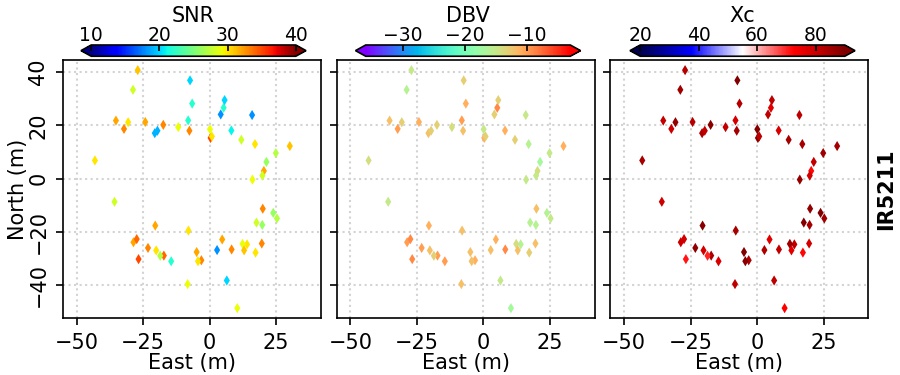 SNR DBV Xc
10 20 30 40 −30 −20 −10 20 40 60 80
40
20
0
−20
−40
North (m)
−50 −25 0 25 −50 −25 0 25 −50 −25 0 25
East (m) East (m) East (m)
IR5211